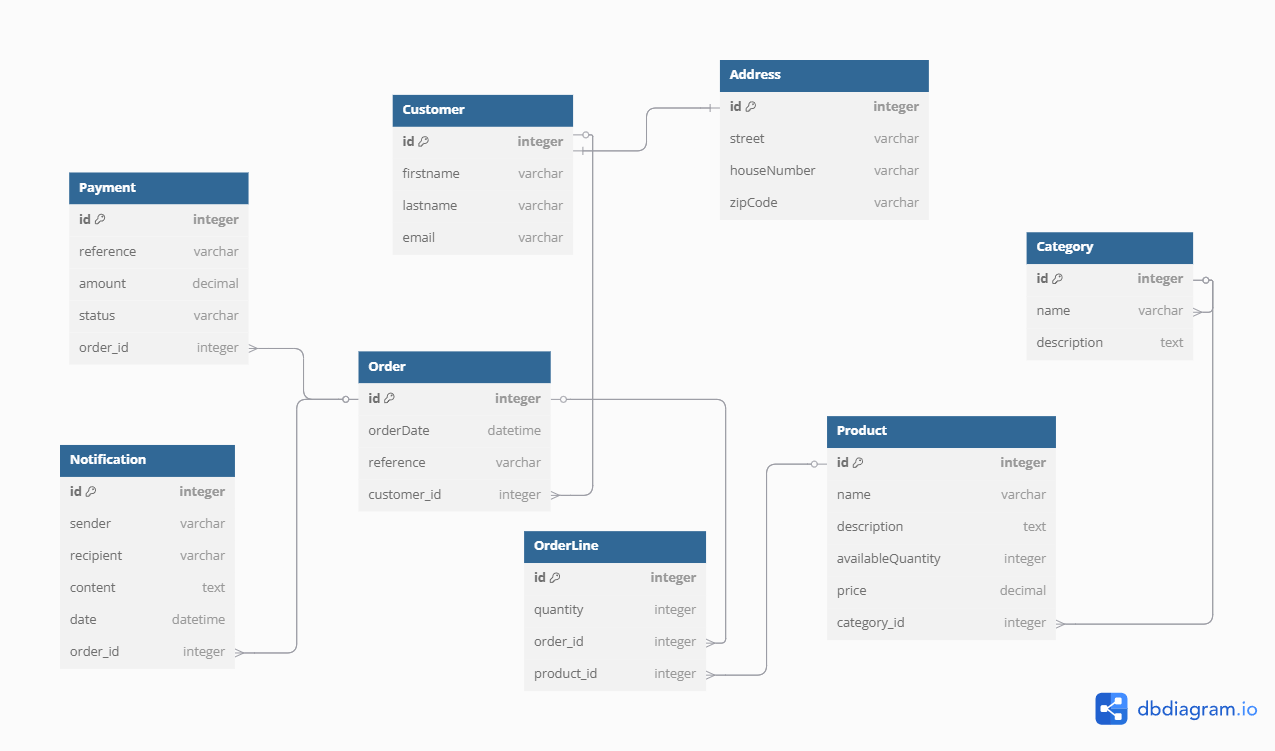 Address
id integer
street varchar
houseNumber varchar
zipCode varchar
Customer
id integer
firstname varchar
lastname varchar
email varchar
Payment
id integer
reference varchar
amount decimal
status varchar
order_id integer
Category
id integer
name varchar
description text
Order
id integer
orderDate datetime
reference varchar
customer_id integer
Product
id integer
name varchar
description text
availableQuantity integer
price decimal
category_id integer
Notification
id integer
sender varchar
recipient varchar
content text
date datetime
order_id integer
OrderLine
id integer
quantity integer
order_id integer
product_id integer
dbdiagram.io